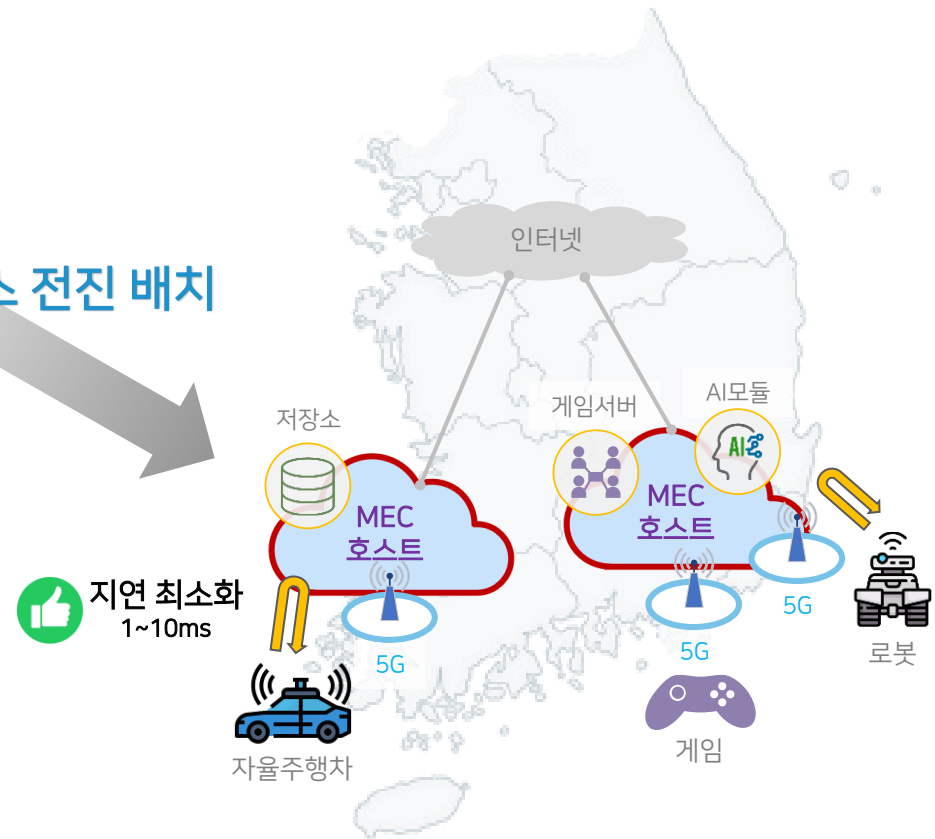 인터넷
전진 배치
저장소
게임서버
AI모듈
AI
MEC
호스트
MEC
호스트
지연 최소화
1~10ms
5G
5G
5G
로봇
게임
자율주행차